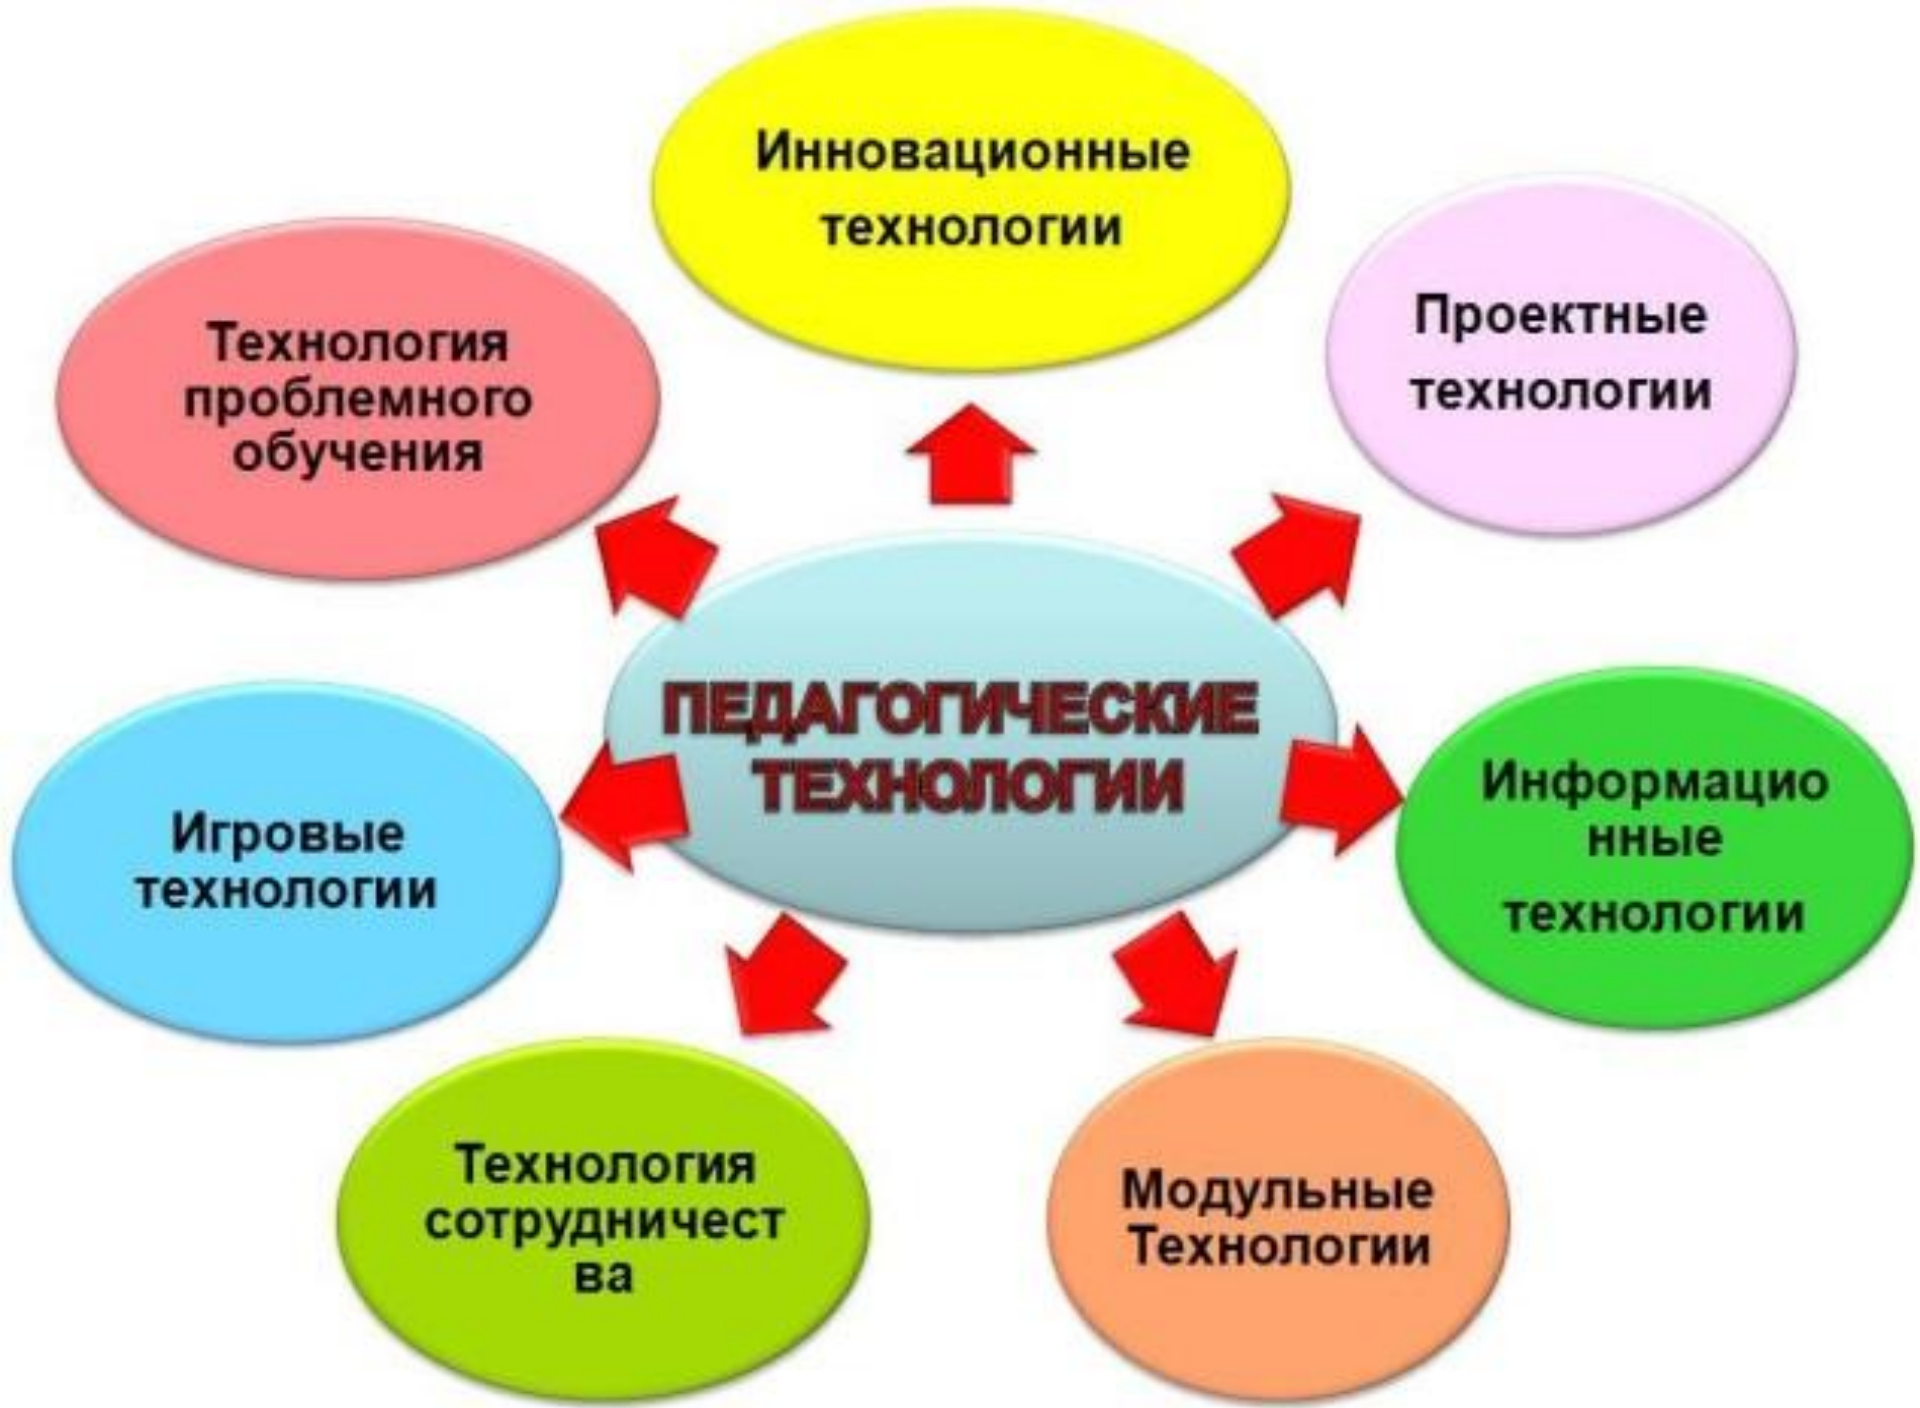 Инновационные
технологии
Проектные
технологии
Технология
проблемного
обучения
ПЕДАГОГИЧЕСКИЕ
ТЕХНОЛОГИИ
Информацио
нные
технологии
Игровые
технологии
Технология
сотрудничест
ва
Модульные
Технологии